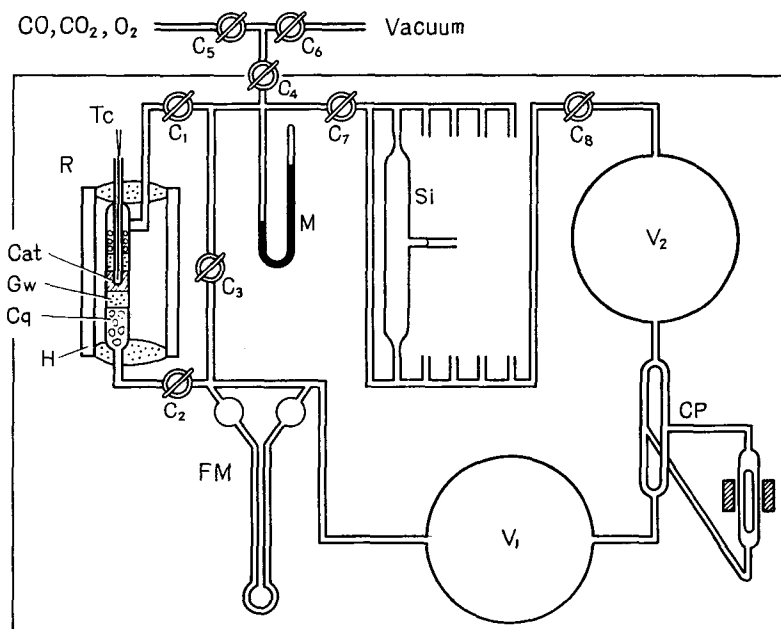 CO, CO₂, O₂
Vacuum
C₅
C₆
C₄
Tc
C₁
C₇
C₈
R
Si
M
V₂
Cat
C₃
Gw
Cq
H
C₂
CP
FM
V₁